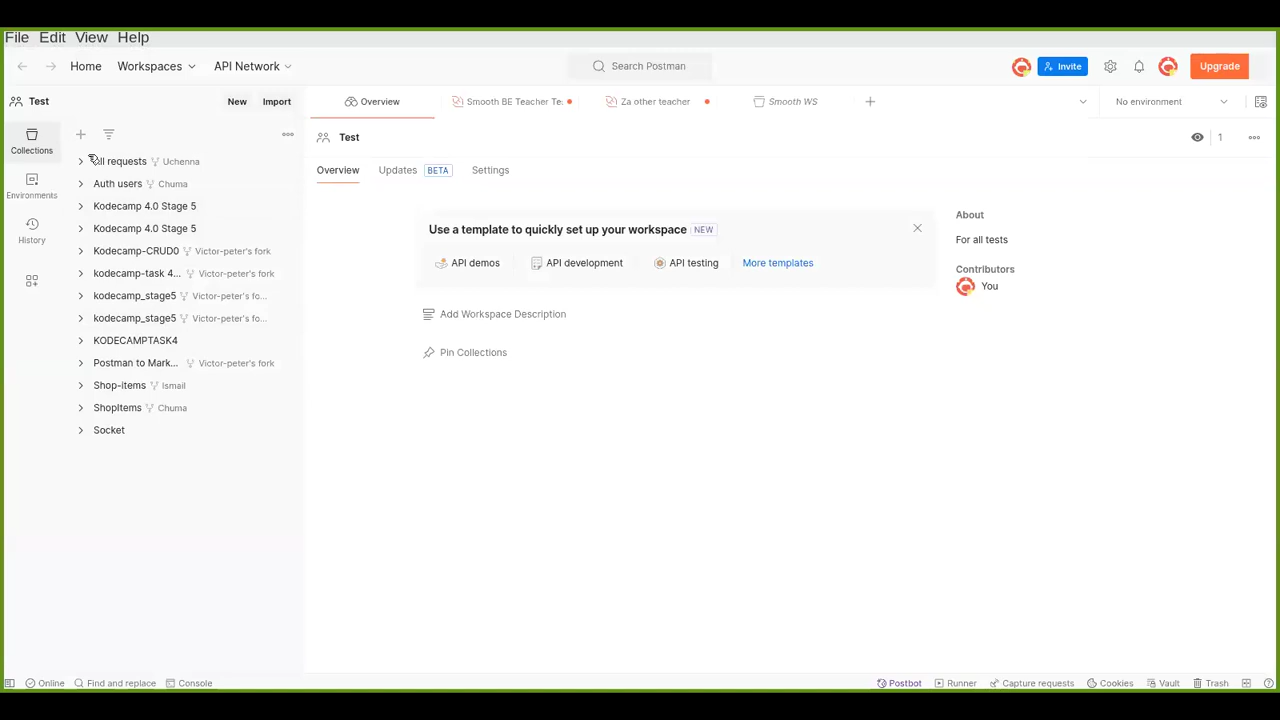 File Edit View Help
Home Workspaces API Network Search Postman Invite Upgrade
Test New Import Overview Smooth BE Teacher Te: Za other teacher Smooth WS No environment
Test 1
Collections
Overview Updates BETA Settings
Environments
History
All requests Uchenna
Auth users Chuma
Kodecamp 4.0 Stage 5
Kodecamp 4.0 Stage 5
Kodecamp-CRUD0 Victor-peter's fork
kodecamp-task 4... Victor-peter's fork
kodecamp_stage5 Victor-peter's fo...
kodecamp_stage5 Victor-peter's fo...
KODECAMPTASK4
Postman to Mark... Victor-peter's fork
Shop-items Ismail
ShopItems Chuma
Socket
Use a template to quickly set up your workspace NEW
API demos API development API testing More templates
Add Workspace Description
Pin Collections
About
For all tests
Contributors
You
Online Find and replace Console Postbot Runner Capture requests Cookies Vault Trash